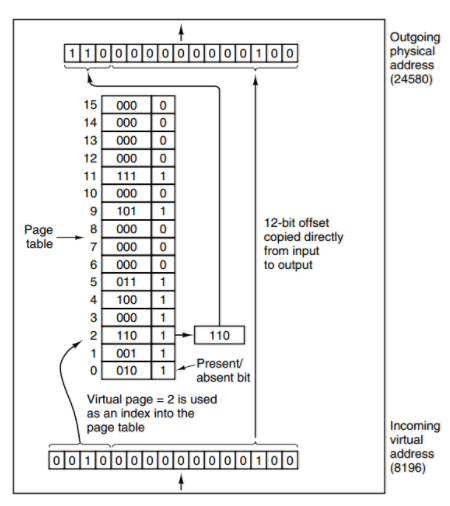 Outgoing
physical
address
(24580)
1 1 0 0 0 0 0 0 0 0 0 0 1 0 0
15 000 0
14 000 0
13 000 0
12 000 0
11 111 1
10 000 0
9 101 1
8 000 0
7 000 0
6 000 0
5 011 1
4 100 1
3 000 1
2 110 1
1 001 1
0 010 1
Page
table
110
12-bit offset
copied directly
from input
to output
Present/
absent bit
Virtual page = 2 is used
as an index into the
page table
Incoming
virtual
address
(8196)
0 0 1 0 0 0 0 0 0 0 0 0 0 1 0 0